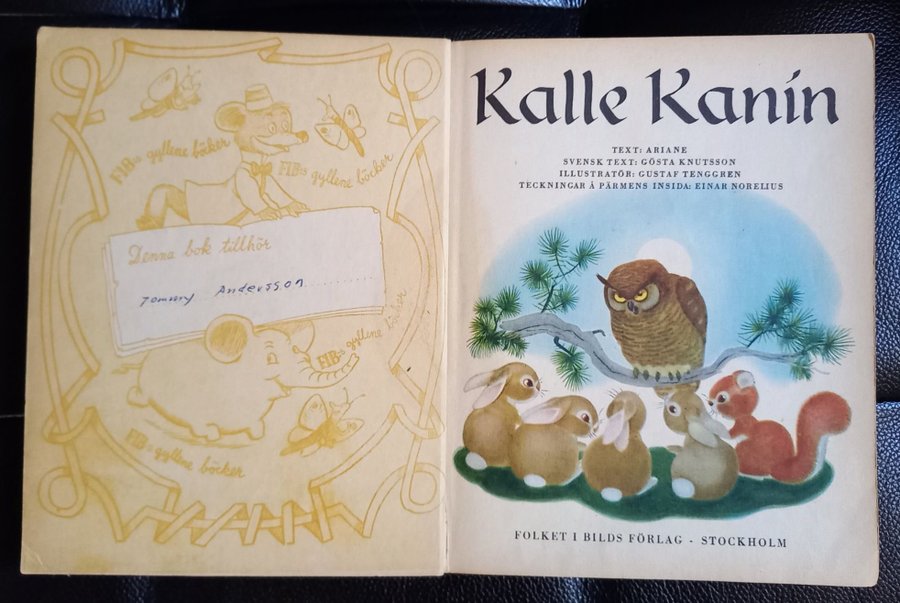 FIB:s gyllene böcker
FIB:s gyllene böcker
Denna bok tillhör
Tommy Andersson
FIB:s gyllene böcker
FIB:s gyllene böcker
Kalle Kanin
TEXT: ARIANE
SVENSK TEXT: GÖSTA KNUTSSON
ILLUSTRATÖR: GUSTAF TENGGREN
TECKNINGAR Å PÄRMENS INSIDA: EINAR NORELIUS
FOLKET I BILDS FÖRLAG - STOCKHOLM